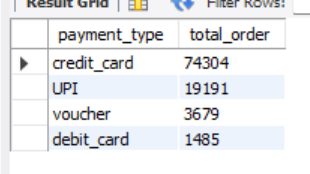 Result Grid Filter Rows:
payment_type total_order
credit_card 74304
UPI 19191
voucher 3679
debit_card 1485